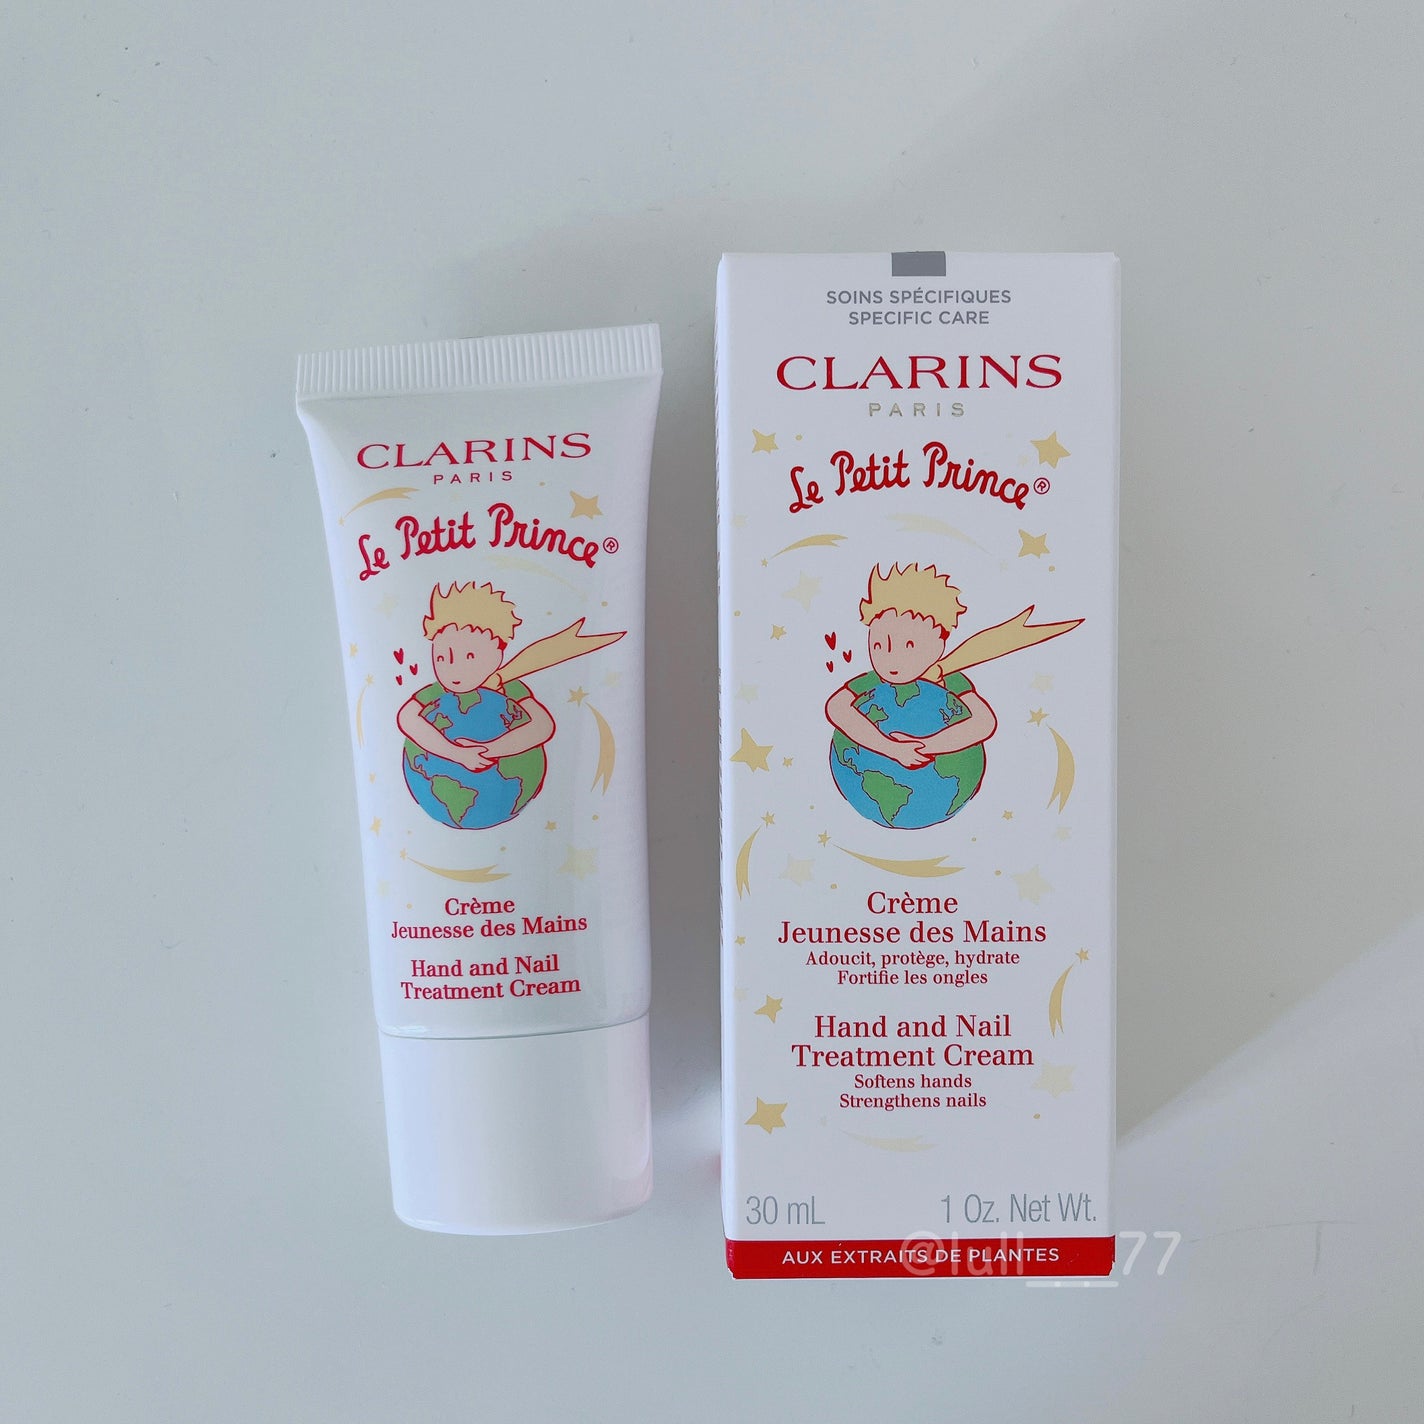 CLARINS
PARIS
Le Petit Prince®
Crème
Jeunesse des Mains
Hand and Nail
Treatment Cream
SOINS SPÉCIFIQUES
SPECIFIC CARE
CLARINS
PARIS
Le Petit Prince®
Crème
Jeunesse des Mains
Adoucit, protège, hydrate
Fortifie les ongles
Hand and Nail
Treatment Cream
Softens hands
Strengthens nails
30 mL 1 Oz. Net Wt.
AUX EXTRAITS DE PLANTES